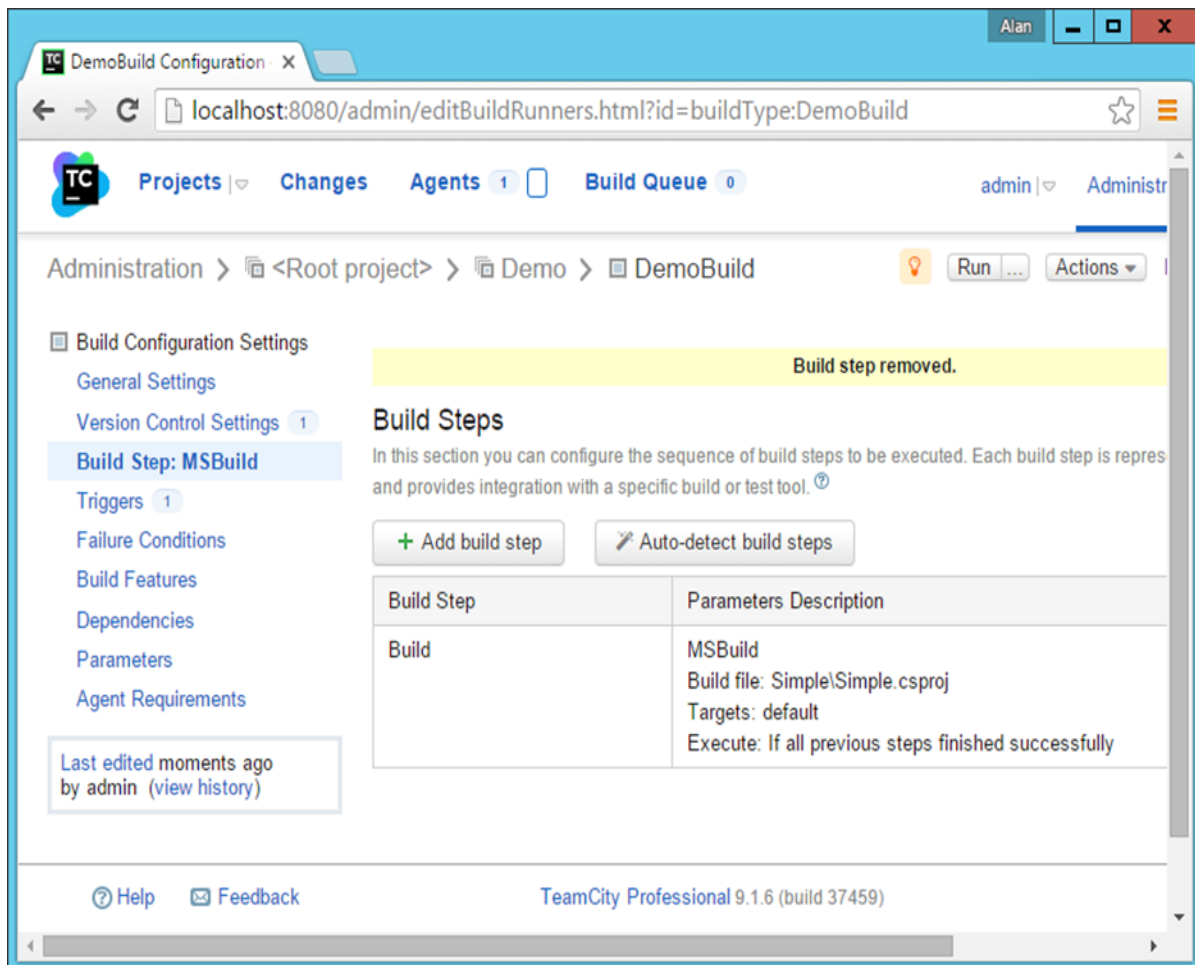 Alan
TC DemoBuild Configuration
localhost:8080/admin/editBuildRunners.html?id=buildType:DemoBuild
TC Projects Changes Agents 1 Build Queue 0 admin Administr
Administration > <Root project> > Demo > DemoBuild Run ... Actions
Build Configuration Settings
General Settings
Version Control Settings 1
Build Step: MSBuild
Triggers 1
Failure Conditions
Build Features
Dependencies
Parameters
Agent Requirements
Last edited moments ago
by admin (view history)
Build step removed.
Build Steps
In this section you can configure the sequence of build steps to be executed. Each build step is repres
and provides integration with a specific build or test tool. ?
+ Add build step Auto-detect build steps
Build Step Parameters Description
Build MSBuild
Build file: Simple\Simple.csproj
Targets: default
Execute: If all previous steps finished successfully
? Help Feedback TeamCity Professional 9.1.6 (build 37459)